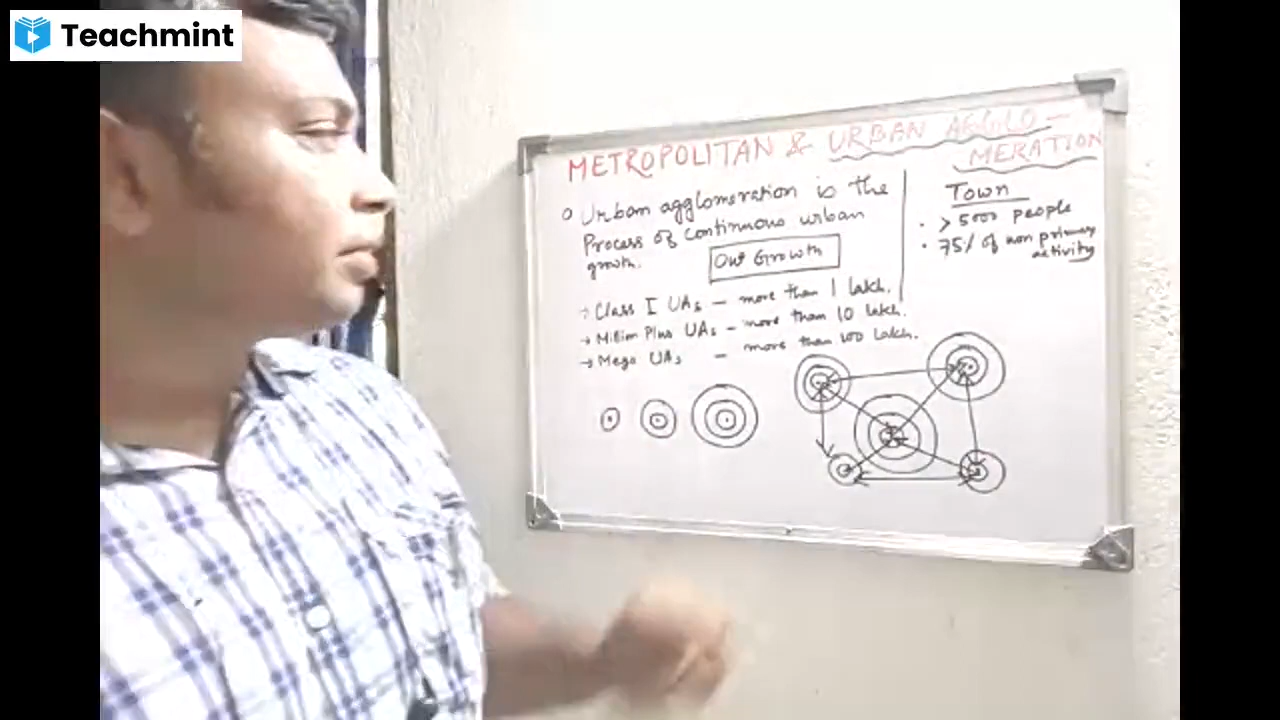 Teachmint
METROPOLITAN & URBAN AGGLO-
MERATION
o Urban agglomeration is the
Process of continuous urban
growth.
Out Growth
→ Class I UAs – more than 1 lakh.
→ Million Plus UAs – more than 10 lakh.
→ Mega UAs – more than 100 lakh.
Town
· > 5000 people
· 75% of non primary
activity